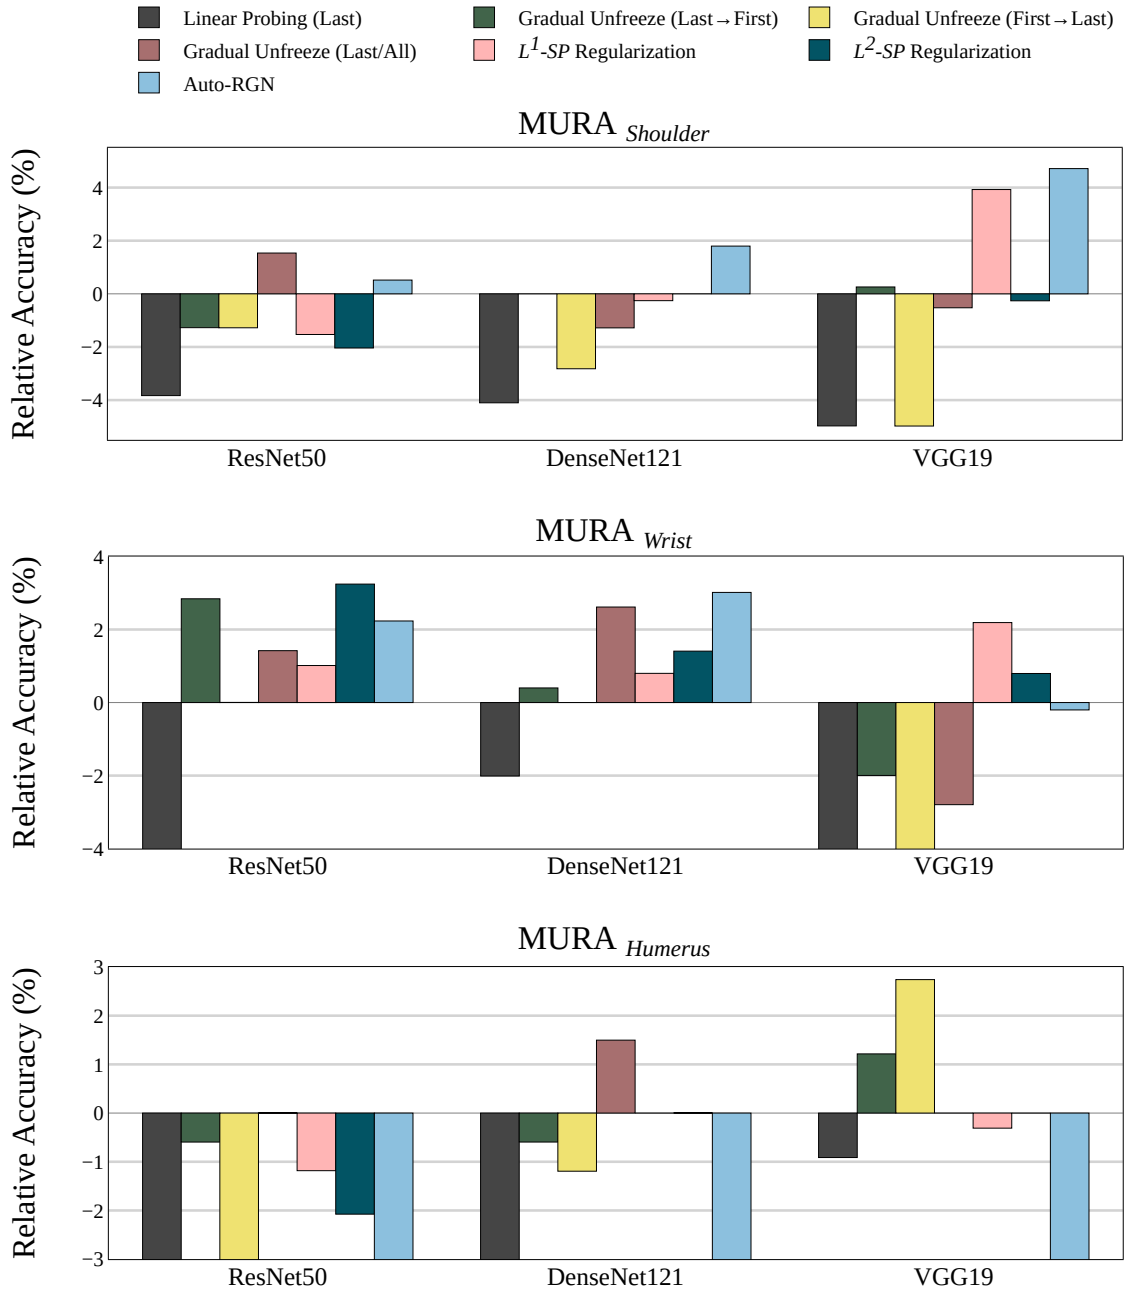 Linear Probing (Last) Gradual Unfreeze (Last→First) Gradual Unfreeze (First→Last)
Gradual Unfreeze (Last/All) L¹-SP Regularization L²-SP Regularization
Auto-RGN
MURA Shoulder
Relative Accuracy (%)
4
2
0
−2
−4
ResNet50 DenseNet121 VGG19
MURA Wrist
Relative Accuracy (%)
4
2
0
−2
−4
ResNet50 DenseNet121 VGG19
MURA Humerus
Relative Accuracy (%)
3
2
1
0
−1
−2
−3
ResNet50 DenseNet121 VGG19